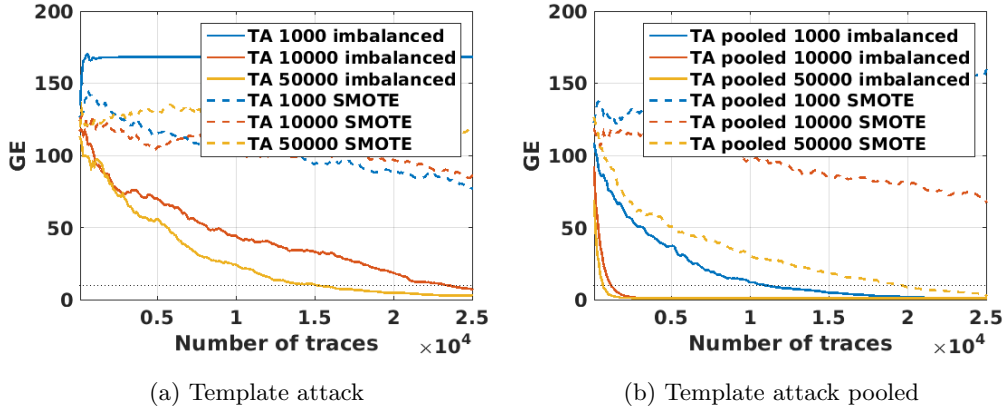 200
150
100
50
0
GE
TA 1000 imbalanced
TA 10000 imbalanced
TA 50000 imbalanced
TA 1000 SMOTE
TA 10000 SMOTE
TA 50000 SMOTE
0.5 1 1.5 2 2.5
Number of traces ×10⁴
(a) Template attack
200
150
100
50
0
GE
TA pooled 1000 imbalanced
TA pooled 10000 imbalanced
TA pooled 50000 imbalanced
TA pooled 1000 SMOTE
TA pooled 10000 SMOTE
TA pooled 50000 SMOTE
0.5 1 1.5 2 2.5
Number of traces ×10⁴
(b) Template attack pooled